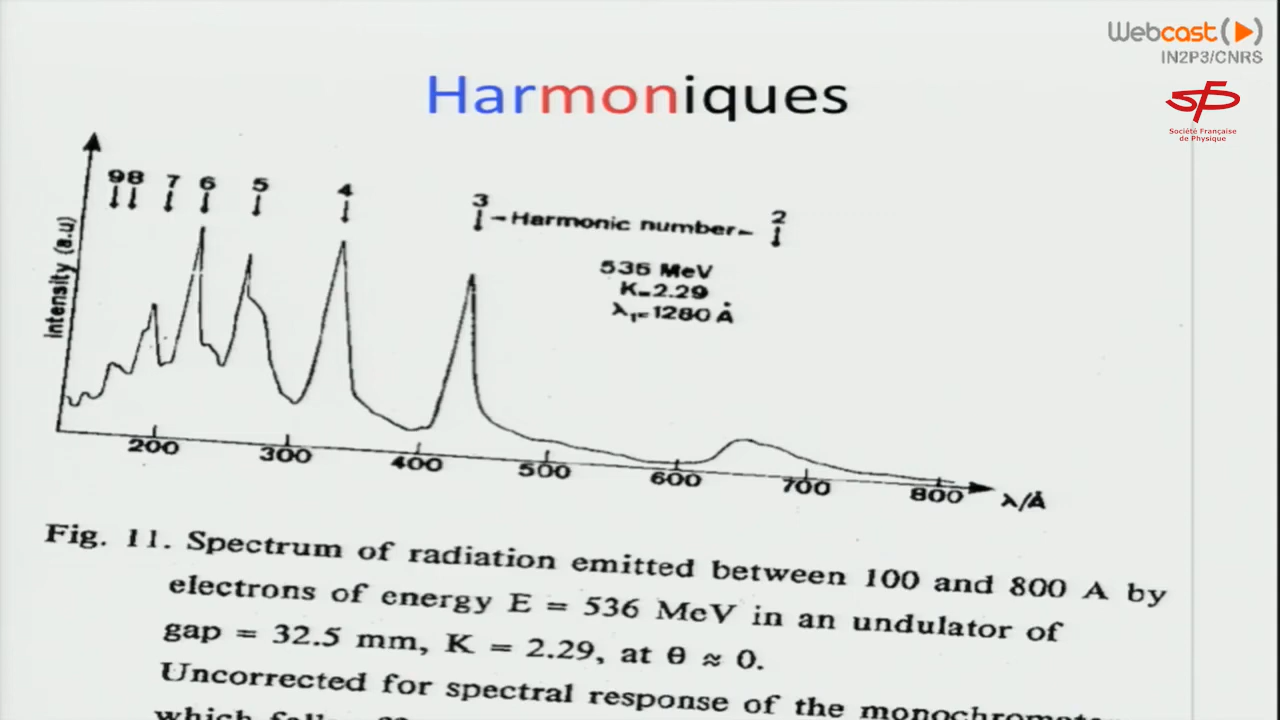 Webcast
IN2P3/CNRS
Société Française
de Physique
Harmoniques
intensity (a.u)
9 8 7 6 5 4 3 2
Harmonic number
536 MeV
K=2.29
λ₁=1280 Å
200 300 400 500 600 700 800
λ/Å
Fig. 11. Spectrum of radiation emitted between 100 and 800 A by
electrons of energy E = 536 MeV in an undulator of
gap = 32.5 mm, K = 2.29, at θ ≈ 0.
Uncorrected for spectral response of the
which